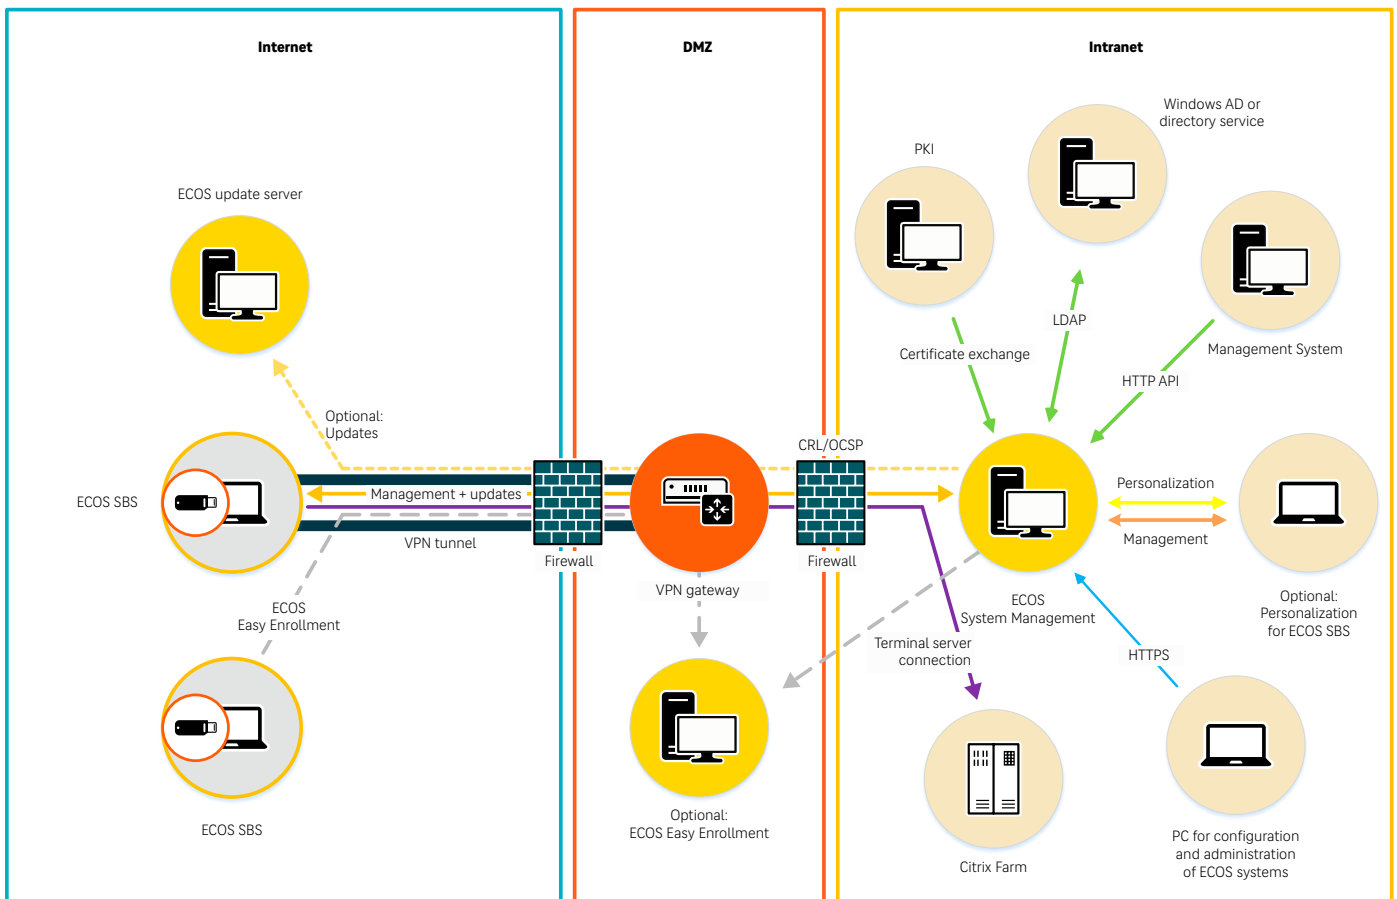 Internet
DMZ
Intranet
Windows AD or
directory service
PKI
ECOS update server
LDAP
Management System
Certificate exchange
HTTP API
Optional:
Updates
CRL/OCSP
ECOS SBS
Management + updates
Personalization
VPN tunnel
Management
Firewall
Firewall
VPN gateway
ECOS
System Management
Optional:
Personalization
for ECOS SBS
ECOS
Easy Enrollment
Terminal server
connection
HTTPS
Optional:
ECOS Easy Enrollment
ECOS SBS
Citrix Farm
PC for configuration
and administration
of ECOS systems